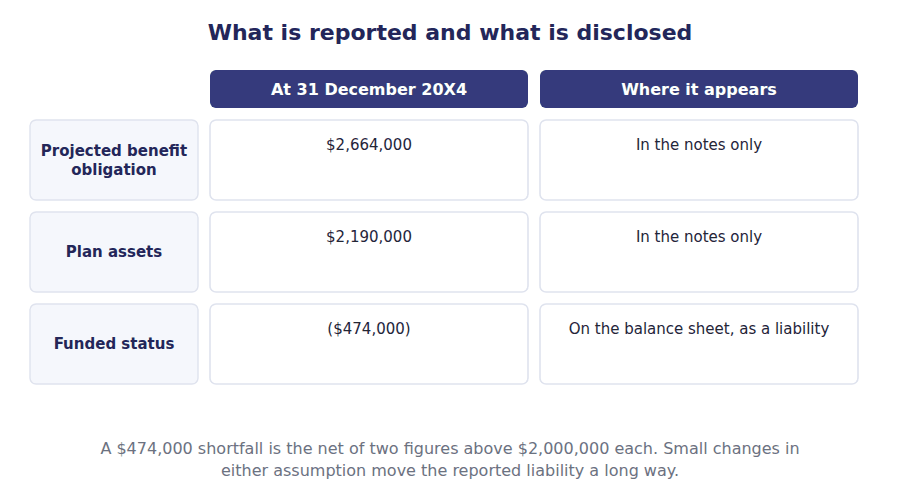 What is reported and what is disclosed
At 31 December 20X4
Where it appears
Projected benefit
obligation
$2,664,000
In the notes only
Plan assets
$2,190,000
In the notes only
Funded status
($474,000)
On the balance sheet, as a liability
A $474,000 shortfall is the net of two figures above $2,000,000 each. Small changes in
either assumption move the reported liability a long way.